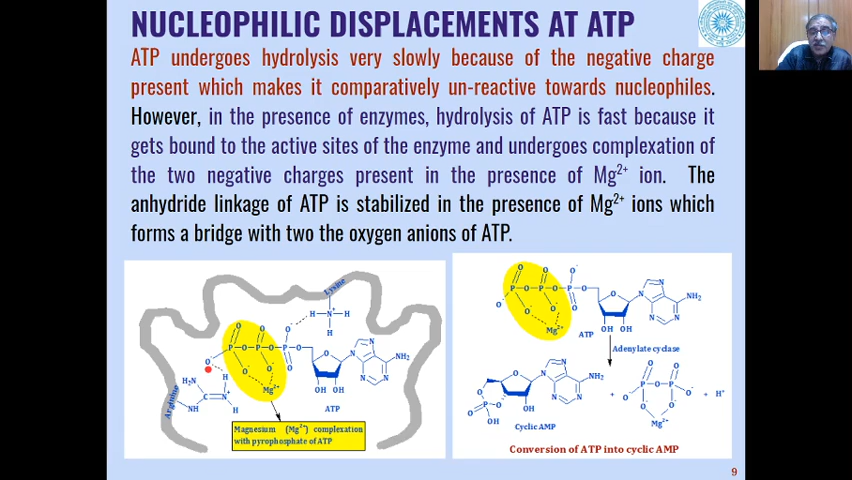 NUCLEOPHILIC DISPLACEMENTS AT ATP
ATP undergoes hydrolysis very slowly because of the negative charge
present which makes it comparatively un-reactive towards nucleophiles.
However, in the presence of enzymes, hydrolysis of ATP is fast because it
gets bound to the active sites of the enzyme and undergoes complexation of
the two negative charges present in the presence of Mg²⁺ ion. The
anhydride linkage of ATP is stabilized in the presence of Mg²⁺ ions which
forms a bridge with two the oxygen anions of ATP.
Lysine
H N⁺ H
H
O O O⁻
O⁻ P O P O P O
O⁻ O⁻ O
Mg²⁺
O
N N
N N
NH₂
OH OH
ATP
H₂N
C N⁺
H
H
NH
Arginine
Magnesium (Mg²⁺) complexation
with pyrophosphate of ATP
O O O⁻
O⁻ P O P O P O
O⁻ O⁻ O
Mg²⁺
O
N N
N N
NH₂
OH OH
ATP
Adenylate cyclase
O
O
O P O
OH
OH
N N
N N
NH₂
Cyclic AMP
+
O O
O⁻ P O P O⁻
O⁻ O⁻
Mg²⁺
+ H⁺
Conversion of ATP into cyclic AMP
9